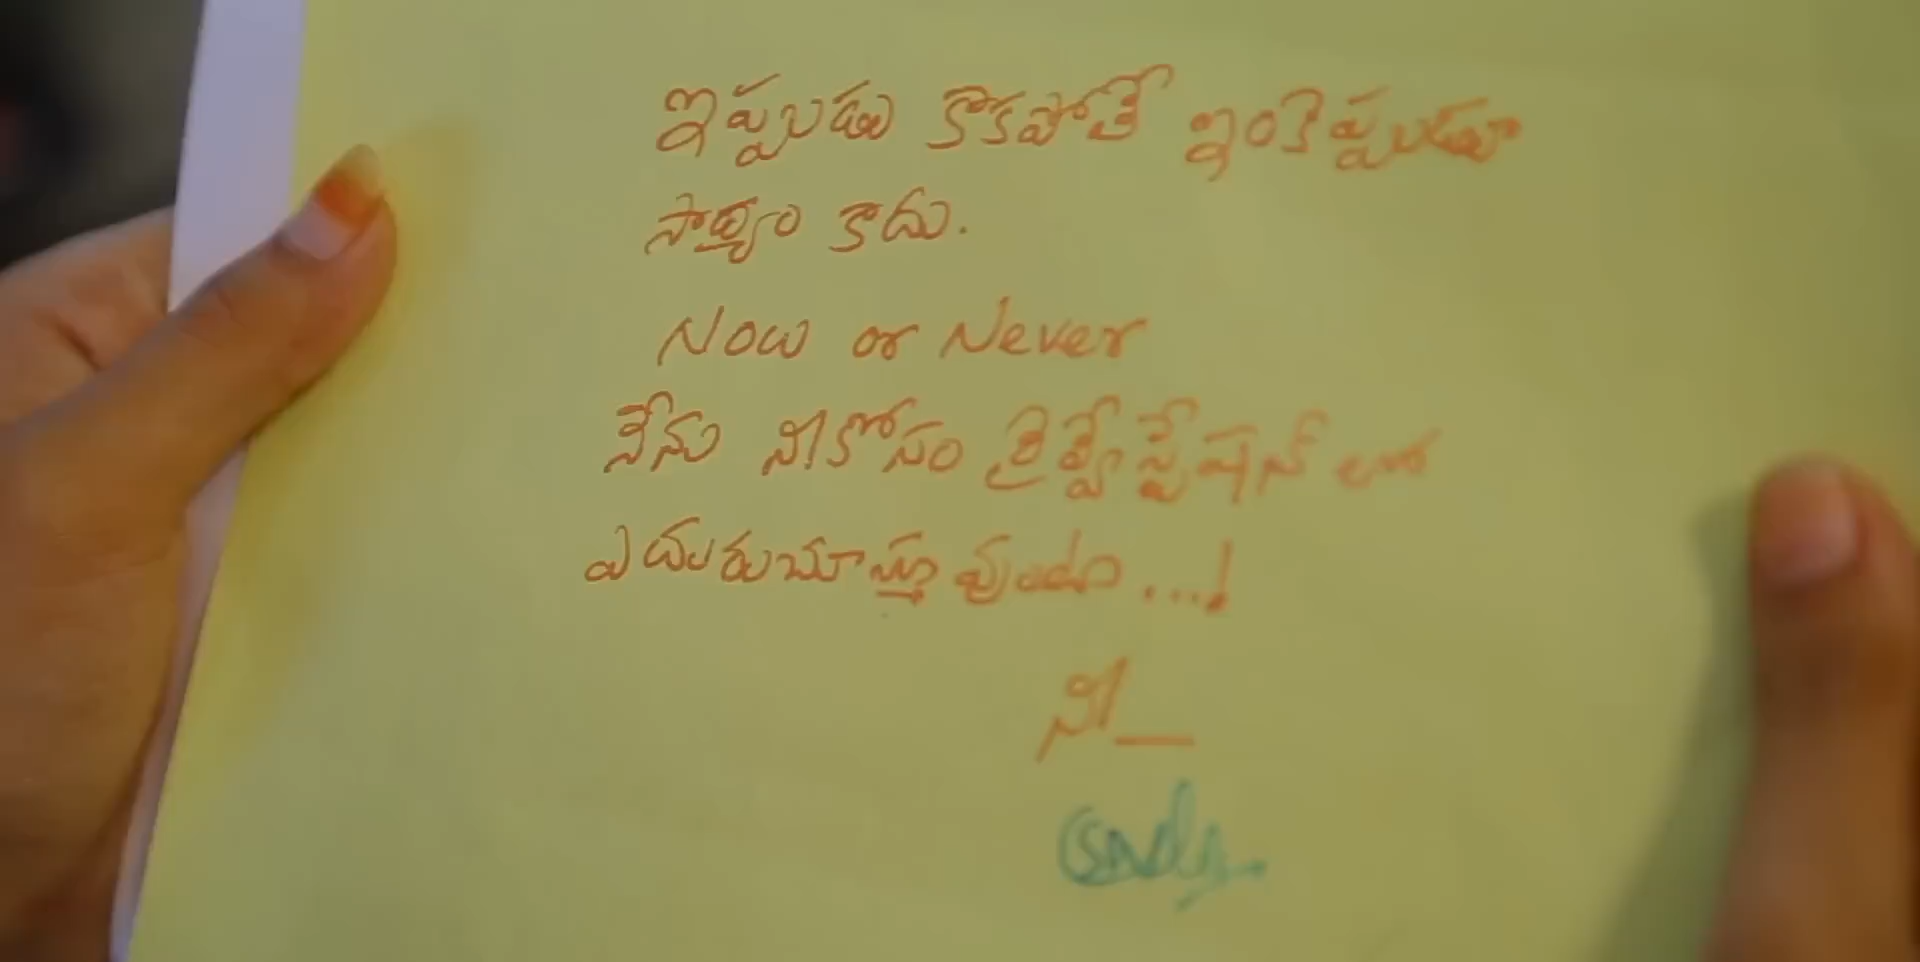 ఇప్పుడు కాకపోతే ఇంకెప్పుడూ
సాధ్యం కాదు.
Now or Never
నేను నీకోసం రైల్వే స్టేషన్ లో
ఎదురుచూస్తూ వుంటా...!
నీ